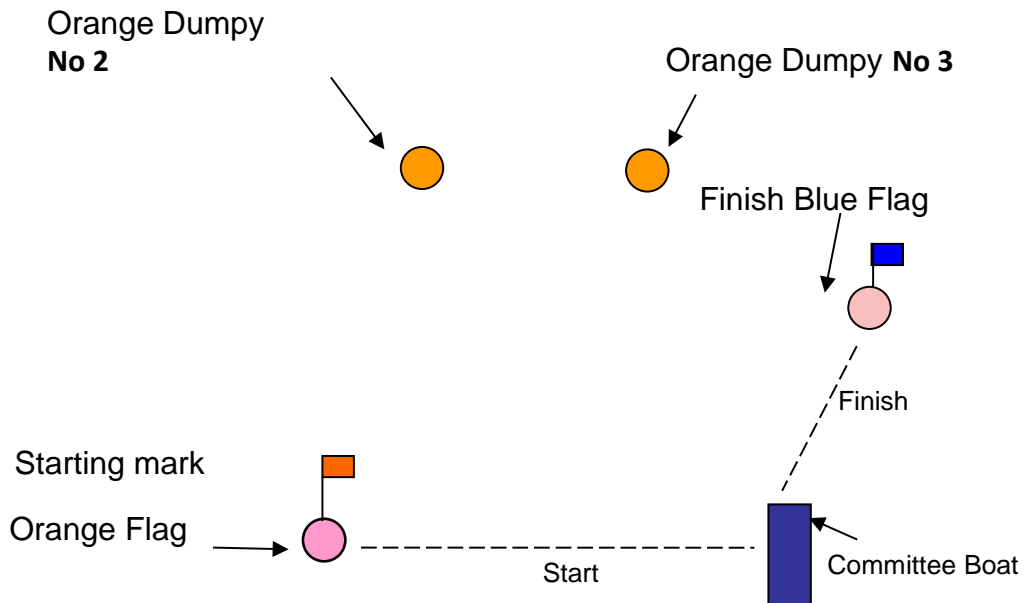 Orange Dumpy
No 2
Orange Dumpy No 3
Finish Blue Flag
Finish
Starting mark
Orange Flag
Start
Committee Boat